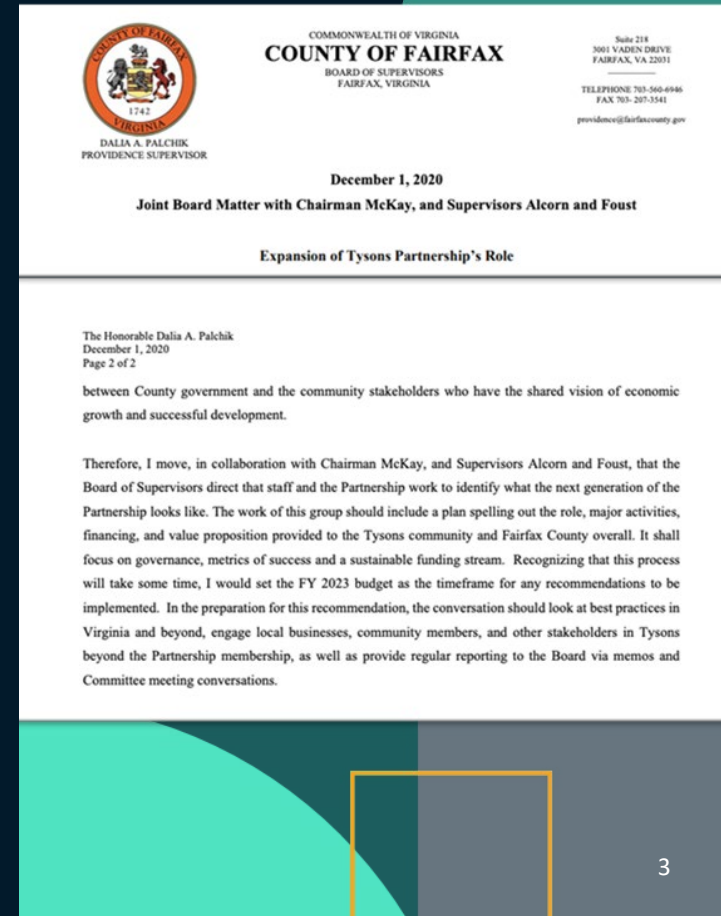 COUNTY OF FAIRFAX
1742
VIRGINIA
DALIA A. PALCHIK
PROVIDENCE SUPERVISOR
COMMONWEALTH OF VIRGINIA
COUNTY OF FAIRFAX
BOARD OF SUPERVISORS
FAIRFAX, VIRGINIA
Suite 218
3001 VADEN DRIVE
FAIRFAX, VA 22031
TELEPHONE 703-560-6946
FAX 703- 207-3541
providence@fairfaxcounty.gov
December 1, 2020
Joint Board Matter with Chairman McKay, and Supervisors Alcorn and Foust
Expansion of Tysons Partnership's Role
The Honorable Dalia A. Palchik
December 1, 2020
Page 2 of 2
between County government and the community stakeholders who have the shared vision of economic
growth and successful development.
Therefore, I move, in collaboration with Chairman McKay, and Supervisors Alcorn and Foust, that the
Board of Supervisors direct that staff and the Partnership work to identify what the next generation of the
Partnership looks like. The work of this group should include a plan spelling out the role, major activities,
financing, and value proposition provided to the Tysons community and Fairfax County overall. It shall
focus on governance, metrics of success and a sustainable funding stream. Recognizing that this process
will take some time, I would set the FY 2023 budget as the timeframe for any recommendations to be
implemented. In the preparation for this recommendation, the conversation should look at best practices in
Virginia and beyond, engage local businesses, community members, and other stakeholders in Tysons
beyond the Partnership membership, as well as provide regular reporting to the Board via memos and
Committee meeting conversations.
3